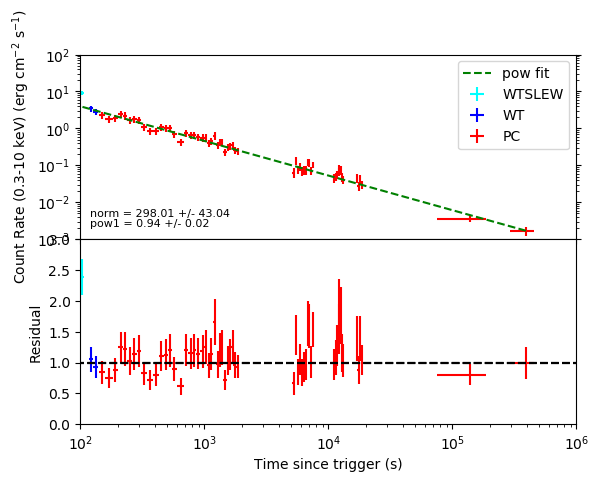 Count Rate (0.3-10 keV) (erg cm⁻² s⁻¹)
10²
10¹
10⁰
10⁻¹
10⁻²
10⁻³
pow fit
WTSLEW
WT
PC
norm = 298.01 +/- 43.04
pow1 = 0.94 +/- 0.02
Residual
3.0
2.5
2.0
1.5
1.0
0.5
0.0
10² 10³ 10⁴ 10⁵ 10⁶
Time since trigger (s)